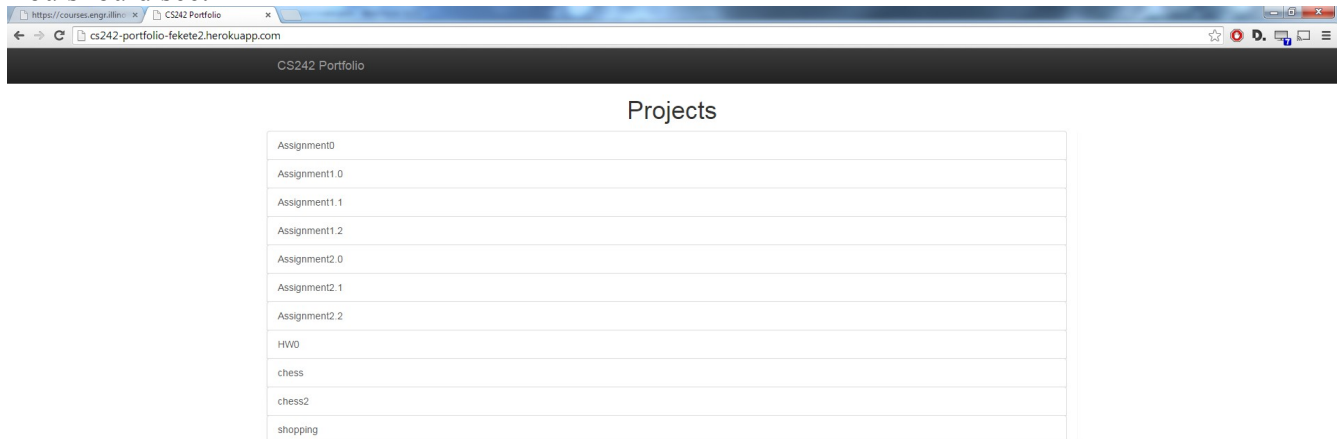 https://courses.engr.illino CS242 Portfolio
cs242-portfolio-fekete2.herokuapp.com
CS242 Portfolio
Projects
Assignment0
Assignment1.0
Assignment1.1
Assignment1.2
Assignment2.0
Assignment2.1
Assignment2.2
HW0
chess
chess2
shopping